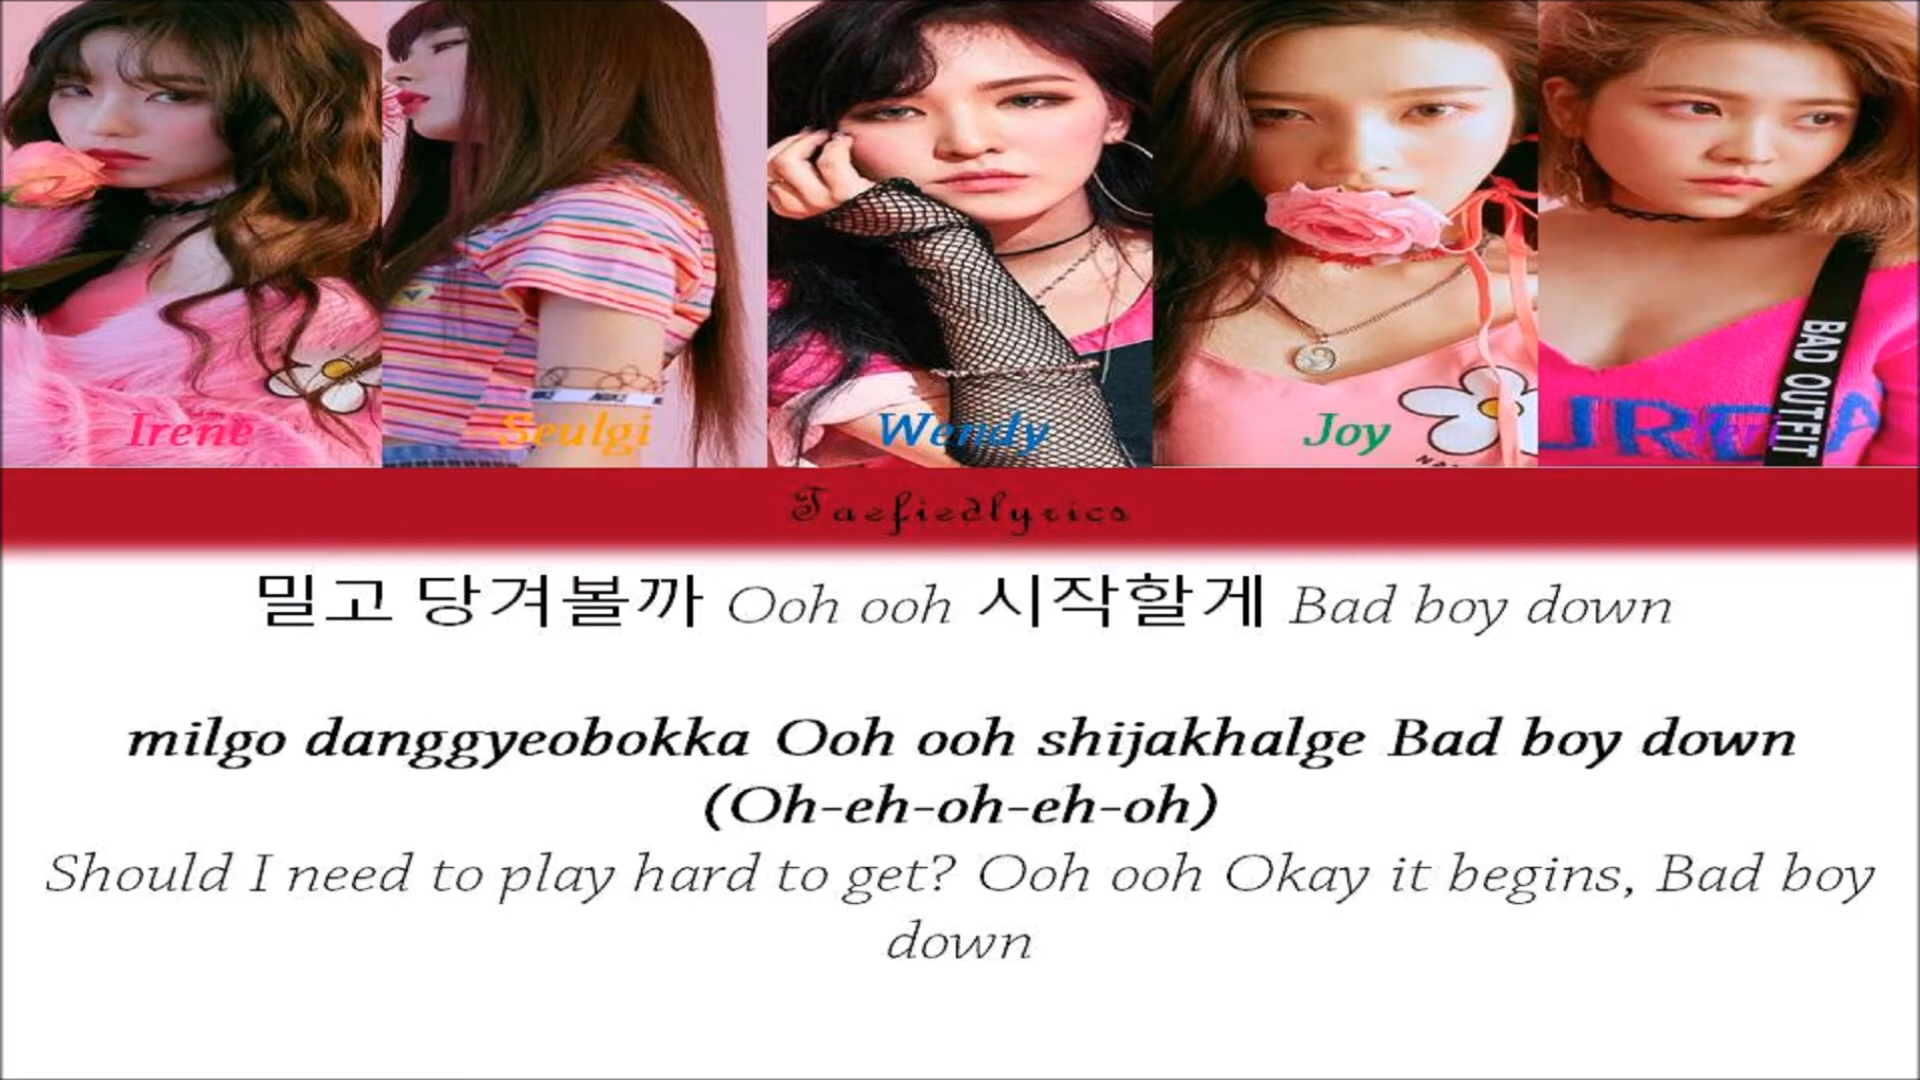 Irene
Seulgi
Wendy
Joy
BAD OUTFIT
Taefiedlyrics
밀고 당겨볼까 Ooh ooh 시작할게 Bad boy down
milgo danggyeobokka Ooh ooh shijakhalge Bad boy down
(Oh-eh-oh-eh-oh)
Should I need to play hard to get? Ooh ooh Okay it begins, Bad boy
down